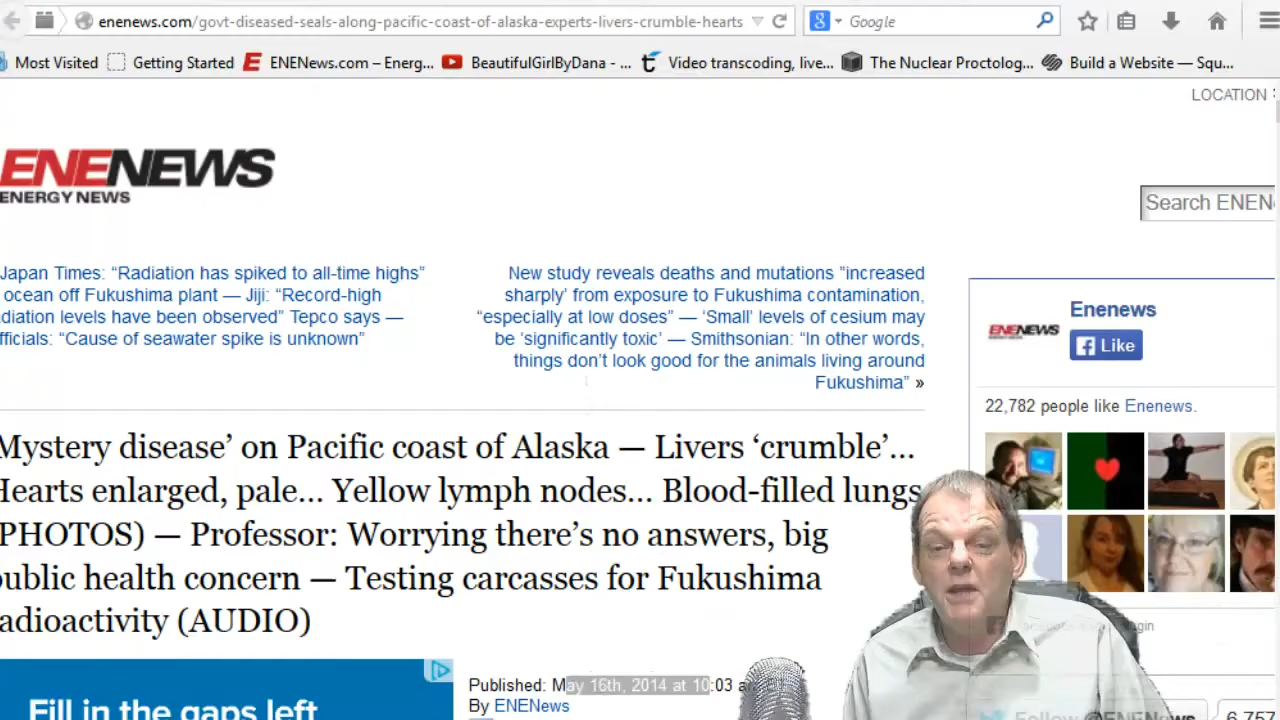 enenews.com/govt-diseased-seals-along-pacific-coast-of-alaska-experts-livers-crumble-hearts
Google
Most Visited
Getting Started
ENENews.com – Energ...
BeautifulGirlByDana - ...
Video transcoding, live...
The Nuclear Proctolog...
Build a Website — Squ...
LOCATION
ENENEWS
ENERGY NEWS
Search ENEN
Japan Times: “Radiation has spiked to all-time highs”
ocean off Fukushima plant — Jiji: “Record-high
diation levels have been observed” Tepco says —
fficials: “Cause of seawater spike is unknown”
New study reveals deaths and mutations "increased
sharply’ from exposure to Fukushima contamination,
“especially at low doses” — ‘Small’ levels of cesium may
be ‘significantly toxic’ — Smithsonian: “In other words,
things don’t look good for the animals living around
Fukushima” »
Enenews
ENENEWS
Like
22,782 people like Enenews.
Mystery disease’ on Pacific coast of Alaska — Livers ‘crumble’...
Hearts enlarged, pale... Yellow lymph nodes... Blood-filled lungs
PHOTOS) — Professor: Worrying there’s no answers, big
public health concern — Testing carcasses for Fukushima
adioactivity (AUDIO)
Fill in the gaps left
Published: May 16th, 2014 at 10:03 a
By ENENews
Follow @ENENews
6,757